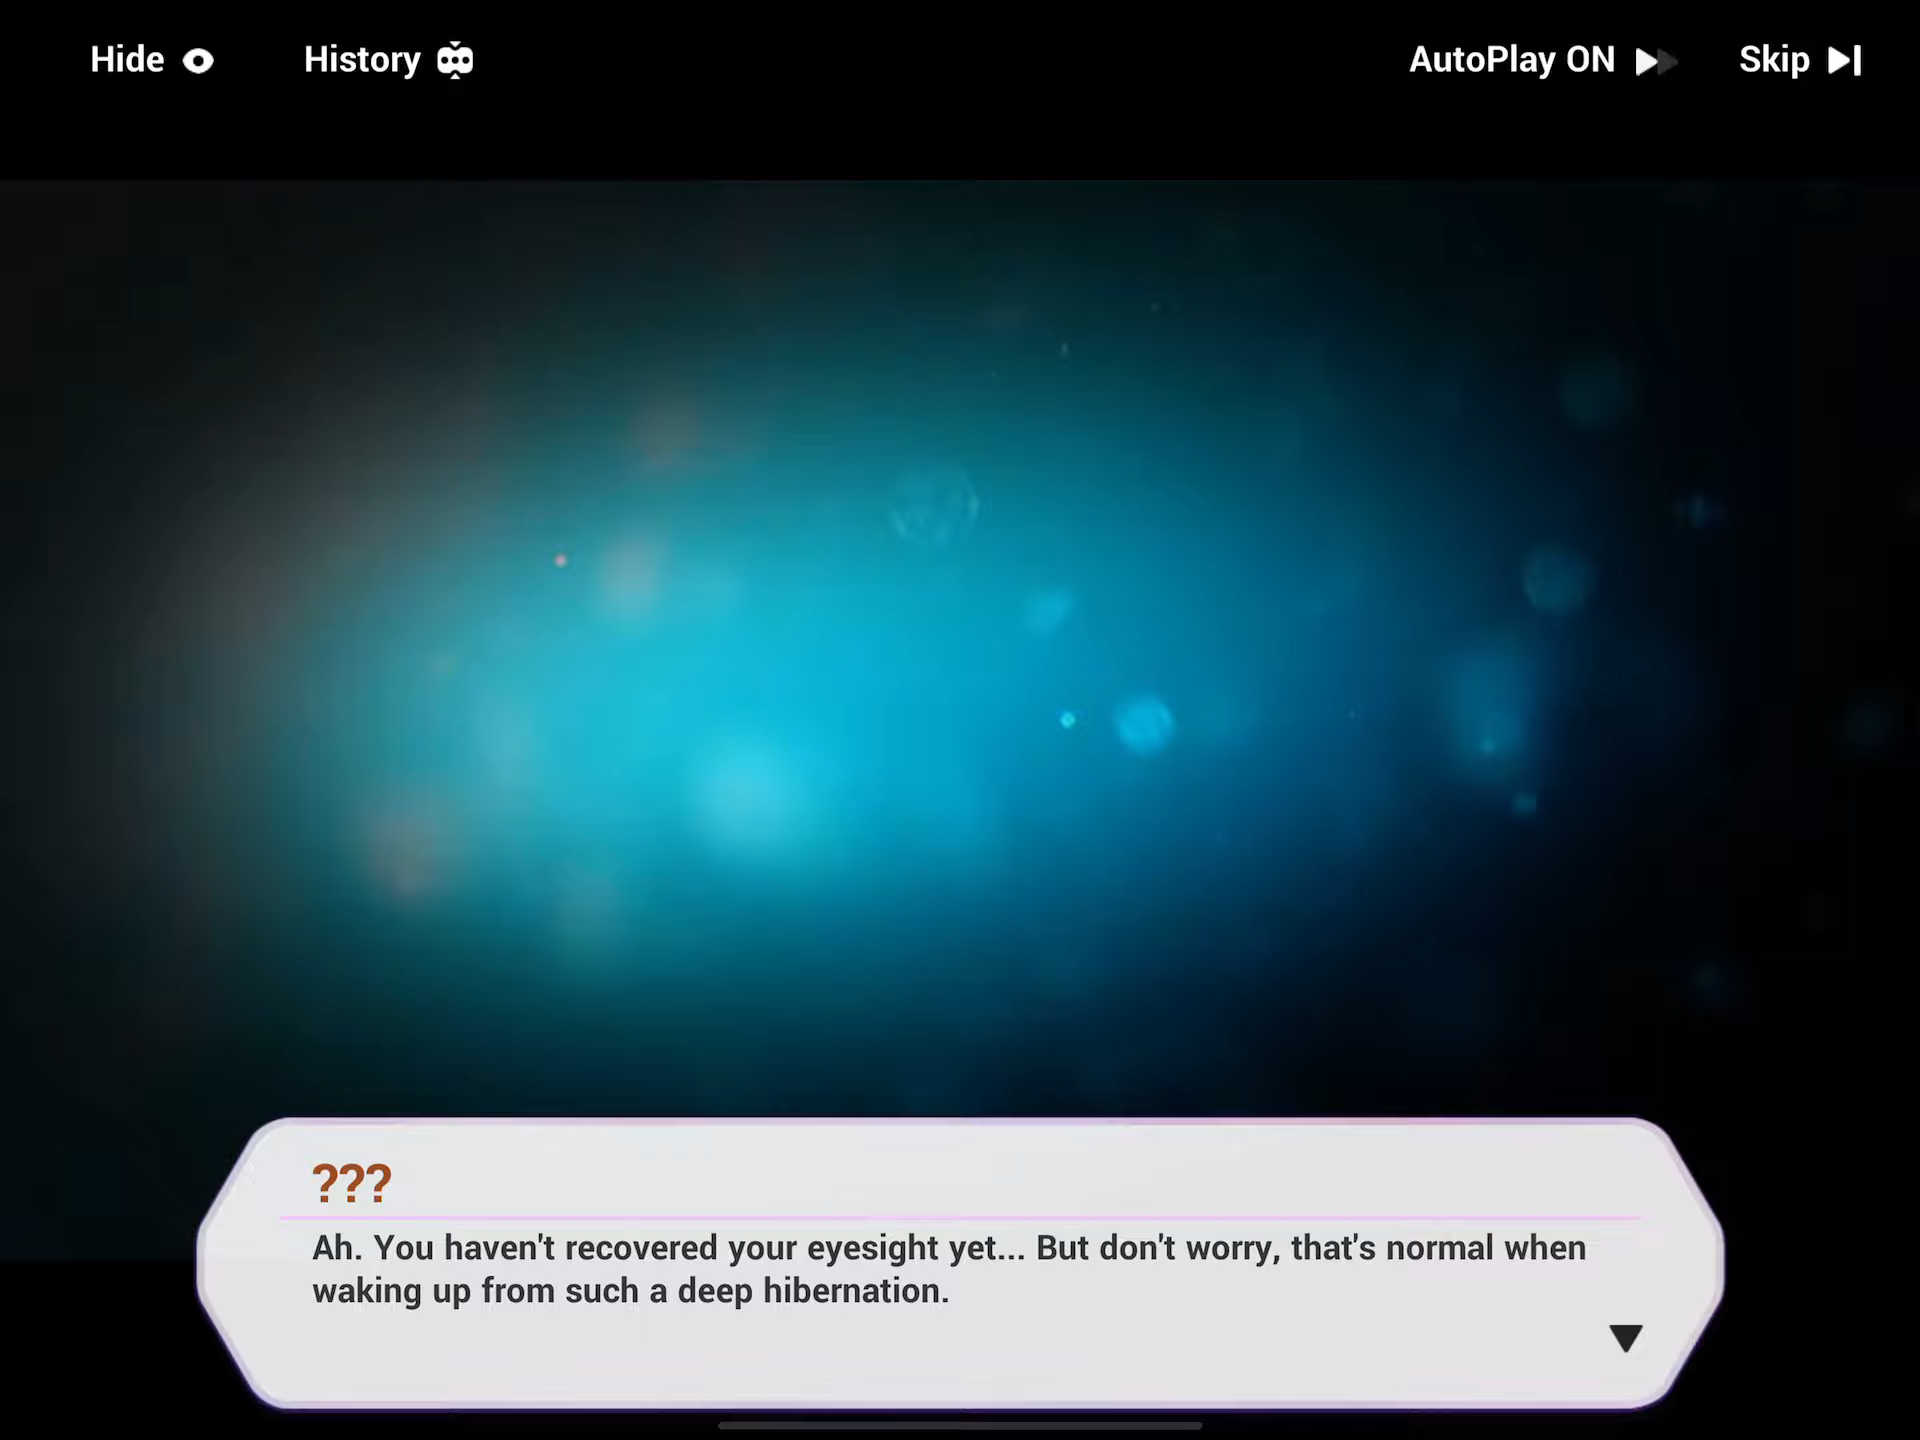 Hide
History
AutoPlay ON
Skip
???
Ah. You haven't recovered your eyesight yet... But don't worry, that's normal when
waking up from such a deep hibernation.